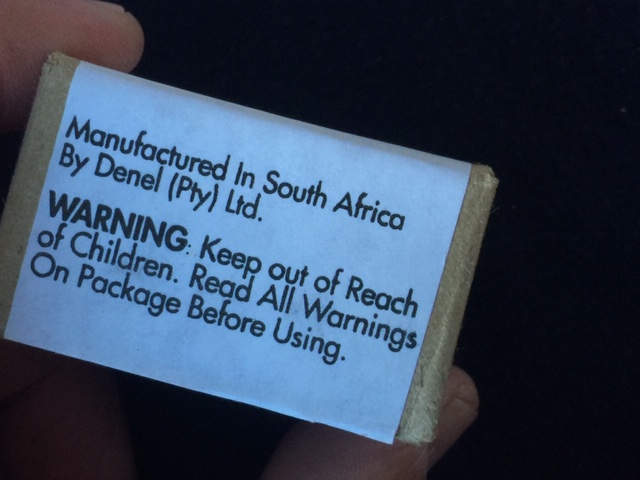 Manufactured In South Africa
By Denel (Pty) Ltd.
WARNING: Keep out of Reach
of Children. Read All Warnings
On Package Before Using.